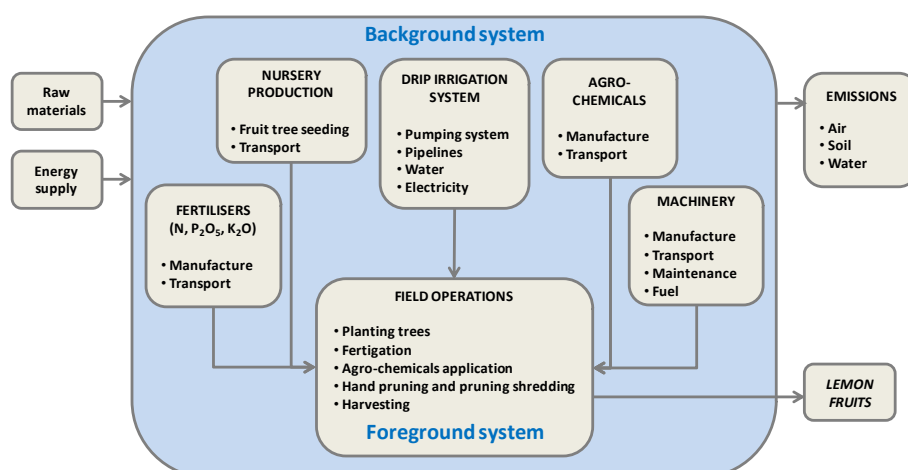 Background system
Raw
materials
Energy
supply
NURSERY
PRODUCTION
• Fruit tree seeding
• Transport
DRIP IRRIGATION
SYSTEM
• Pumping system
• Pipelines
• Water
• Electricity
AGRO-
CHEMICALS
• Manufacture
• Transport
EMISSIONS
• Air
• Soil
• Water
FERTILISERS
(N, P₂O₅, K₂O)
• Manufacture
• Transport
MACHINERY
• Manufacture
• Transport
• Maintenance
• Fuel
FIELD OPERATIONS
• Planting trees
• Fertigation
• Agro-chemicals application
• Hand pruning and pruning shredding
• Harvesting
Foreground system
LEMON
FRUITS